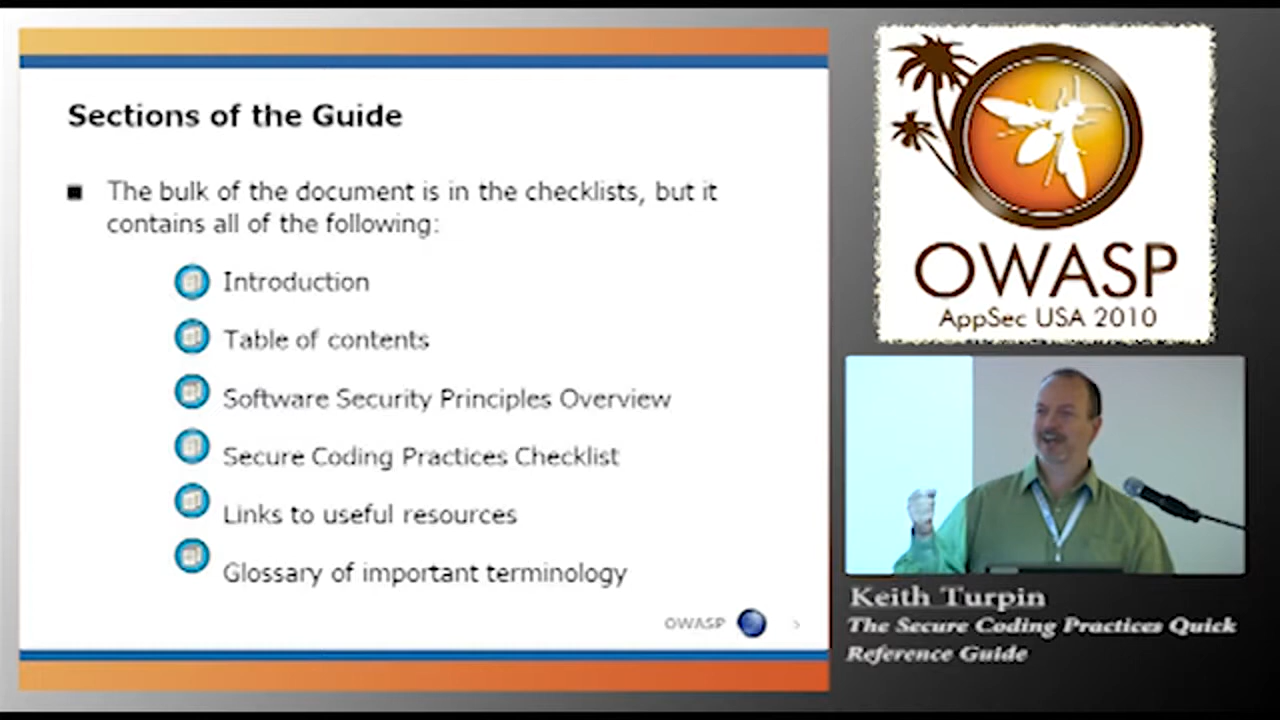 Sections of the Guide
The bulk of the document is in the checklists, but it
contains all of the following:
Introduction
Table of contents
Software Security Principles Overview
Secure Coding Practices Checklist
Links to useful resources
Glossary of important terminology
OWASP
OWASP
AppSec USA 2010
Keith Turpin
The Secure Coding Practices Quick
Reference Guide